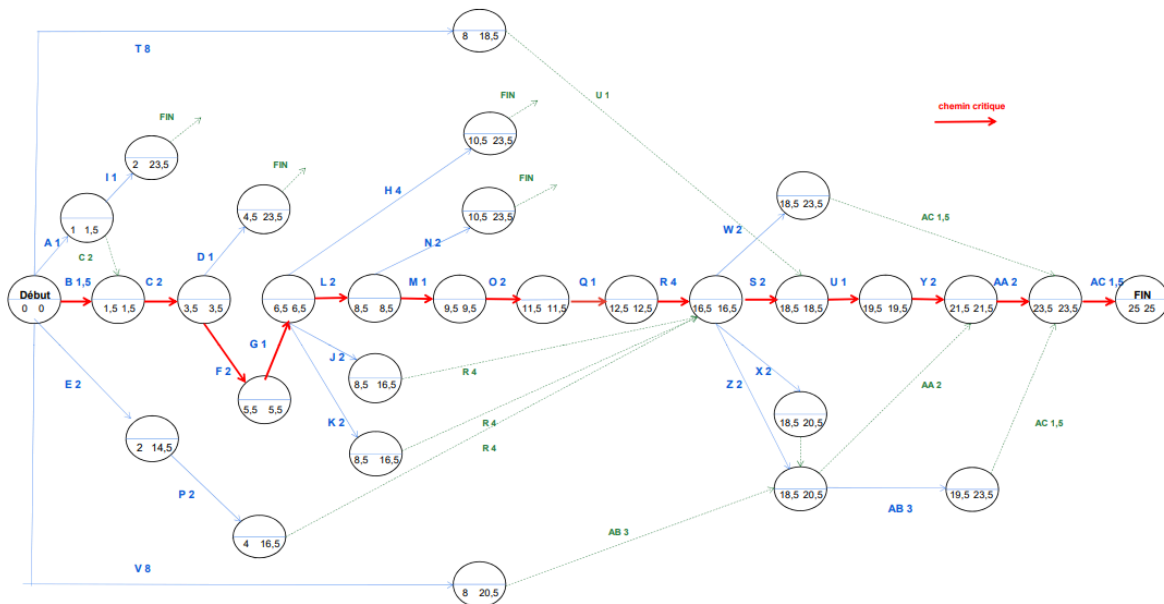 8 18,5
T 8
FIN
FIN
U 1
chemin critique
10,5 23,5
I 1
2 23,5
FIN
FIN
H 4
4,5 23,5
18,5 23,5
1 1,5
10,5 23,5
W 2
AC 1,5
A 1
C 2
D 1
N 2
Début
0 0
B 1,5
1,5 1,5
C 2
3,5 3,5
6,5 6,5
L 2
8,5 8,5
M 1
9,5 9,5
O 2
11,5 11,5
Q 1
12,5 12,5
R 4
16,5 16,5
S 2
18,5 18,5
U 1
19,5 19,5
Y 2
21,5 21,5
AA 2
23,5 23,5
AC 1,5
FIN
25 25
G 1
F 2
J 2
8,5 16,5
R 4
E 2
5,5 5,5
Z 2
X 2
AA 2
K 2
R 4
18,5 20,5
AC 1,5
2 14,5
8,5 16,5
R 4
P 2
18,5 20,5
19,5 23,5
AB 3
4 16,5
AB 3
V 8
8 20,5